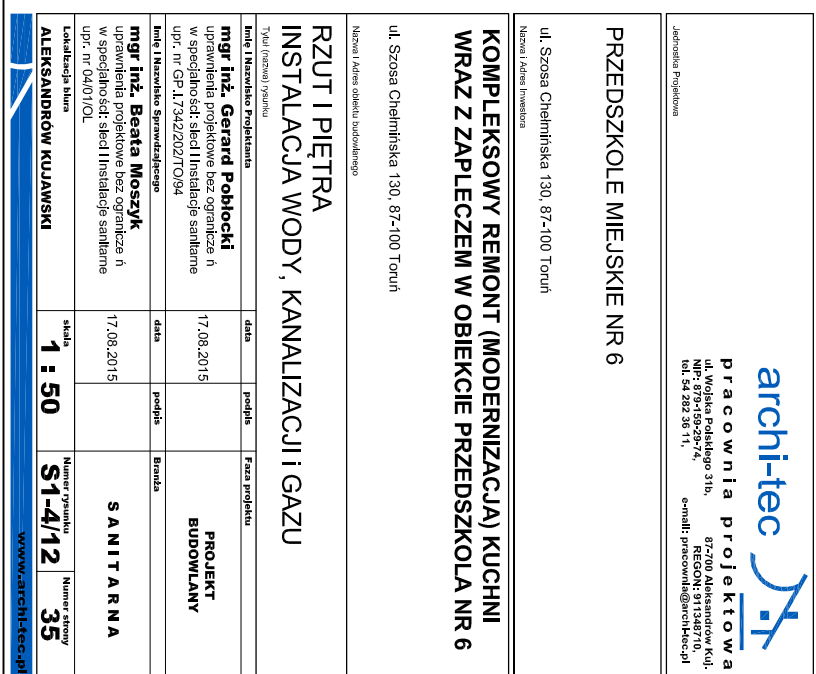 Jednostka Projektowa
archi-tec
pracownia projektowa
ul. Wojska Polskiego 31b, 87-700 Aleksandrów Kuj.
NIP: 879-159-29-74, REGON: 911348710,
tel. 54 282 36 11, e-mail: pracownia@archi-tec.pl
PRZEDSZKOLE MIEJSKIE NR 6
ul. Szosa Chełmińska 130, 87-100 Toruń
Nazwa i Adres Inwestora
KOMPLEKSOWY REMONT (MODERNIZACJA) KUCHNI
WRAZ Z ZAPLECZEM W OBIEKCIE PRZEDSZKOLA NR 6
ul. Szosa Chełmińska 130, 87-100 Toruń
Nazwa i Adres obiektu budowlanego
RZUT I PIĘTRA
INSTALACJA WODY, KANALIZACJI i GAZU
Tytuł (nazwa) rysunku
Imię i Nazwisko Projektanta data podpis Faza projektu
mgr inż. Gerard Pobłocki
uprawnienia projektowe bez ogranicze ń
w specjalności: sieci i instalacje sanitarne
upr. nr GP.I.7342/202/TO/94
17.08.2015
PROJEKT
BUDOWLANY
Imię i Nazwisko Sprawdzającego data podpis Branża
mgr inż. Beata Moszyk
uprawnienia projektowe bez ogranicze ń
w specjalności: sieci i instalacje sanitarne
upr. nr 04/01/OL
17.08.2015
SANITARNA
Lokalizacja biura skala Numer rysunku Numer strony
ALEKSANDRÓW KUJAWSKI 1 : 50 S1-4/12 35
www.archi-tec.pl